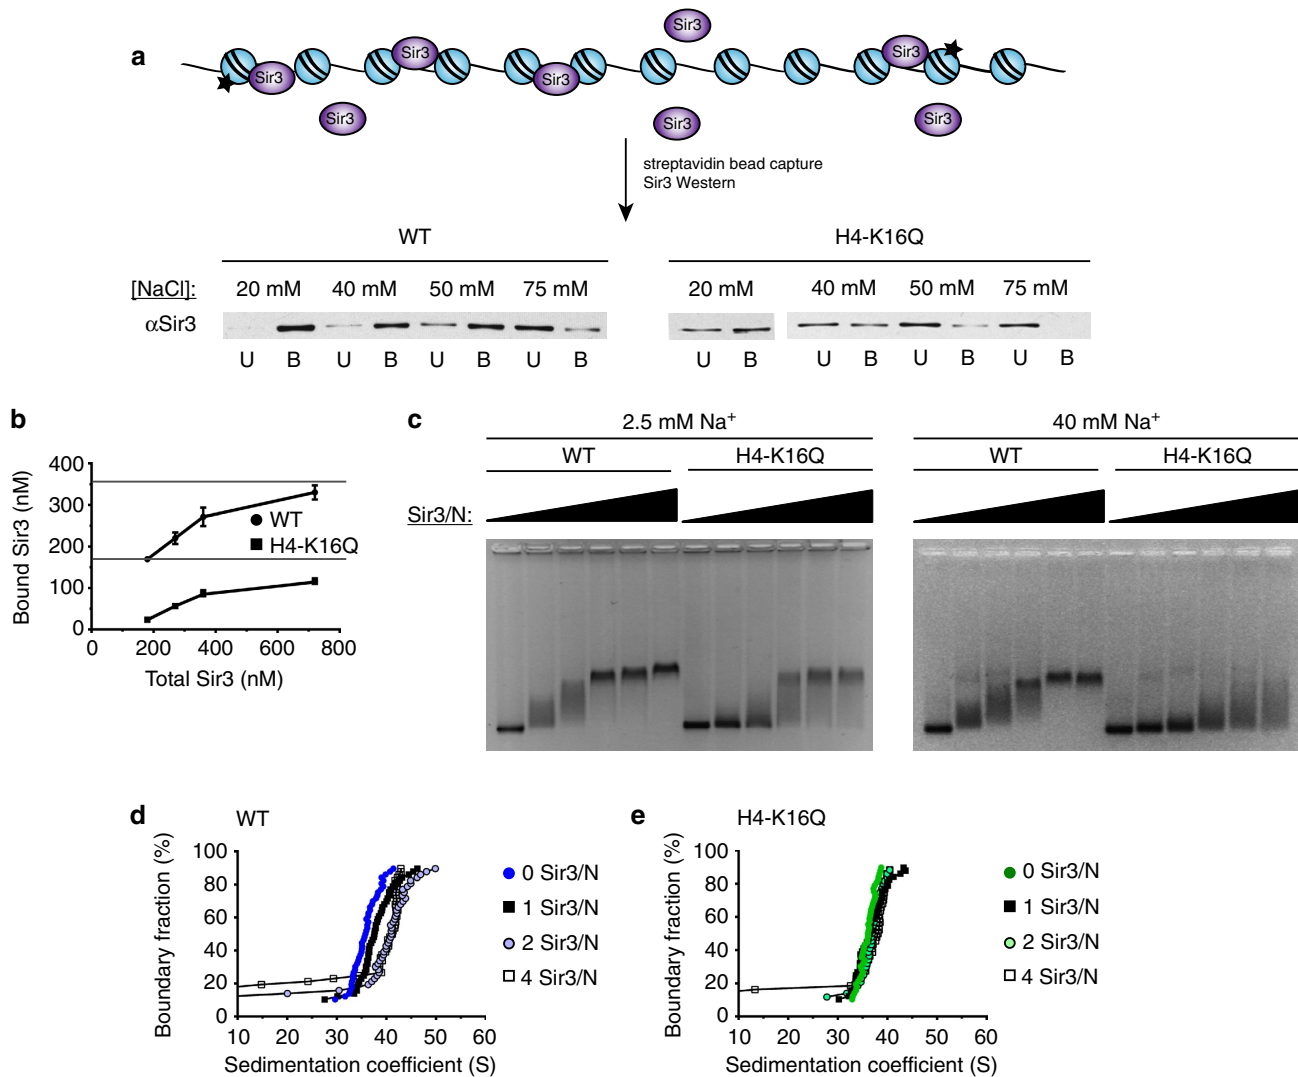 a
Sir3
Sir3 Sir3
Sir3 Sir3
Sir3 Sir3 Sir3
streptavidin bead capture
Sir3 Western
WT H4-K16Q
[NaCl]: 20 mM 40 mM 50 mM 75 mM 20 mM 40 mM 50 mM 75 mM
αSir3
U B U B U B U B U B U B U B U B
b
400
300
200
100
0
Bound Sir3 (nM)
WT
H4-K16Q
0 200 400 600 800
Total Sir3 (nM)
c
2.5 mM Na+ 40 mM Na+
WT H4-K16Q WT H4-K16Q
Sir3/N:
d WT
Boundary fraction (%)
100
80
60
40
20
0
10 20 30 40 50 60
Sedimentation coefficient (S)
0 Sir3/N
1 Sir3/N
2 Sir3/N
4 Sir3/N
e H4-K16Q
Boundary fraction (%)
100
80
60
40
20
0
10 20 30 40 50 60
Sedimentation coefficient (S)
0 Sir3/N
1 Sir3/N
2 Sir3/N
4 Sir3/N